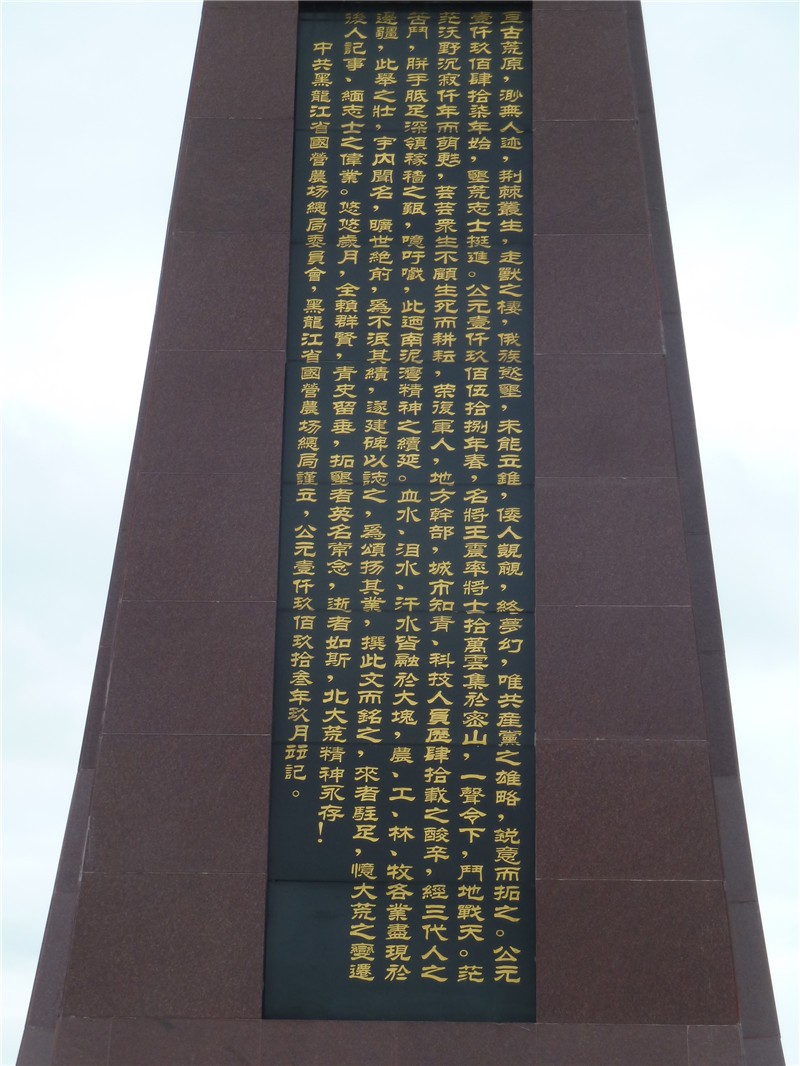 亘古荒原，渺無人迹，荆棘叢生，走獸之棲，俄族慾墾，未能立錐，倭人覬覦，終夢幻，唯共産黨之雄略，鋭意而拓之。公元
壹仟玖佰肆拾柒年始，墾荒志士挺進。公元壹仟玖佰伍拾捌年春，名將王震率將士拾萬雲集於密山，一聲令下，鬥地戰天。茫
茫沃野沉寂仟年而萌甦，芸芸衆生不顧生死而耕耘，榮復軍人，地方幹部，城市知青、科技人員歷肆拾載之酸辛，經三代人之
苦鬥，胼手胝足深領稼穡之艱，噫吁嚱，此廼南泥灣精神之續延。血水、泪水、汗水皆融於大塊，農、工、林、牧各業盡現於
邊疆，此舉之壯，宇内聞名，曠世絶前，爲不泯其績，遂建碑以誌之，爲頌揚其業，撰此文而銘之，來者駐足，憶大荒之變遷
後人記事、緬志士之偉業。悠悠歲月，全賴群賢，青史留垂，拓墾者英名常念，逝者如斯，北大荒精神永存！
中共黑龍江省國營農场總局委員會，黑龍江省國營農场總局謹立，公元壹仟玖佰玖拾叁年玖月竝記。